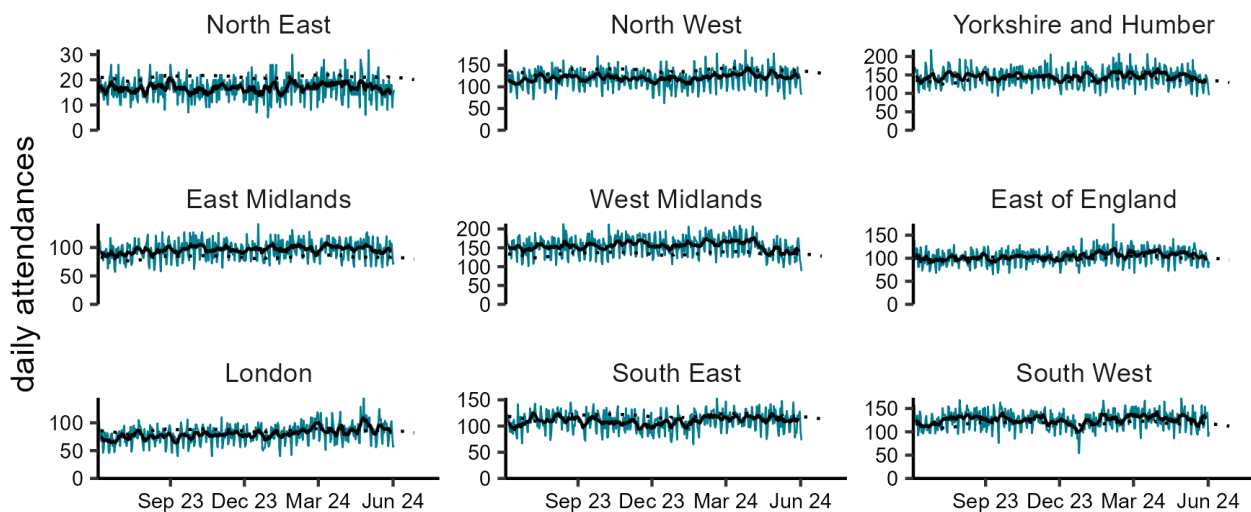 daily attendances
North East
30
20
10
0
North West
150
100
50
0
Yorkshire and Humber
200
150
100
50
0
East Midlands
100
50
0
West Midlands
200
150
100
50
0
East of England
150
100
50
0
London
100
50
0
Sep 23 Dec 23 Mar 24 Jun 24
South East
150
100
50
0
Sep 23 Dec 23 Mar 24 Jun 24
South West
150
100
50
0
Sep 23 Dec 23 Mar 24 Jun 24